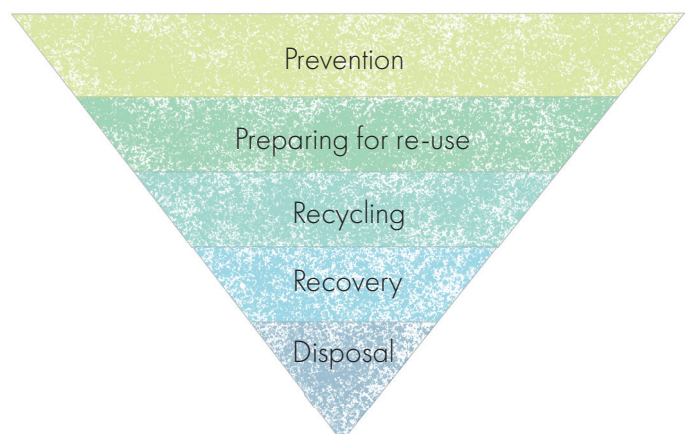 Prevention
Preparing for re-use
Recycling
Recovery
Disposal